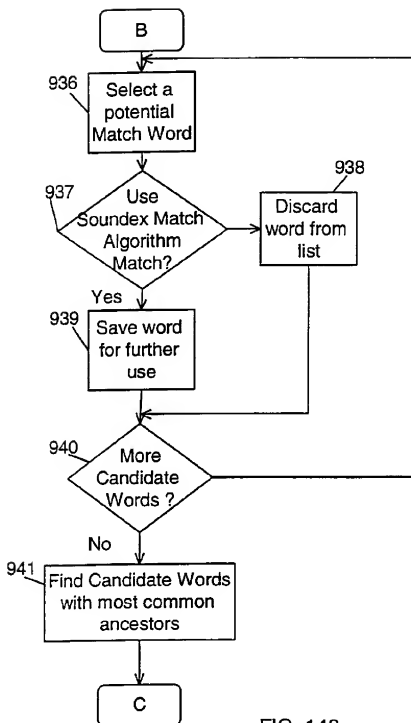 B
936
Select a
potential
Match Word
937
Use
Soundex Match
Algorithm
Match?
938
Discard
word from
list
Yes
939
Save word
for further
use
940
More
Candidate
Words ?
No
941
Find Candidate Words
with most common
ancestors
C